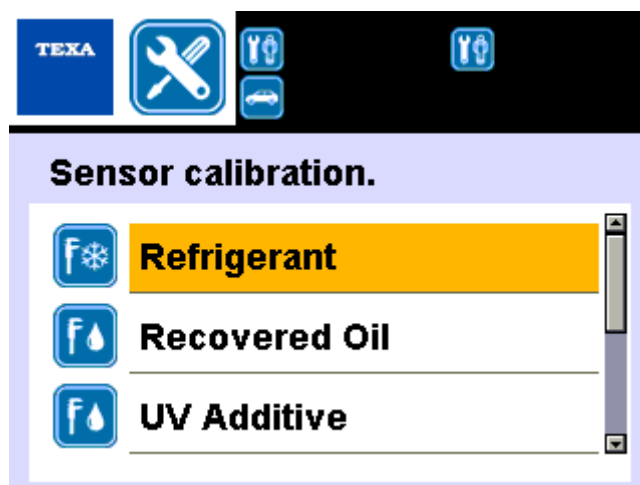 TEXA
Sensor calibration.
Refrigerant
Recovered Oil
UV Additive